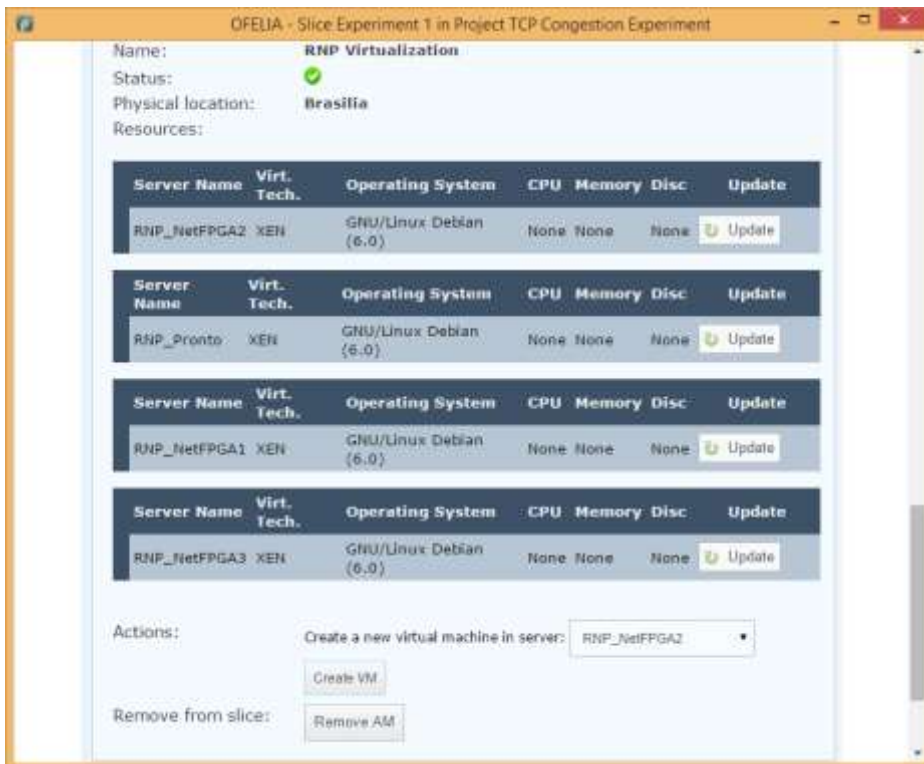 OFELIA - Slice Experiment 1 in Project TCP Congestion Experiment
Name: RNP Virtualization
Status:
Physical location: Brasilia
Resources:
Server Name Virt. Tech. Operating System CPU Memory Disc Update
RNP_NetFPGA2 XEN GNU/Linux Debian (6.0) None None None Update
Server Name Virt. Tech. Operating System CPU Memory Disc Update
RNP_Pronto XEN GNU/Linux Debian (6.0) None None None Update
Server Name Virt. Tech. Operating System CPU Memory Disc Update
RNP_NetFPGA1 XEN GNU/Linux Debian (6.0) None None None Update
Server Name Virt. Tech. Operating System CPU Memory Disc Update
RNP_NetFPGA3 XEN GNU/Linux Debian (6.0) None None None Update
Actions: Create a new virtual machine in server: RNP_NetFPGA2
Create VM
Remove from slice: Remove AM